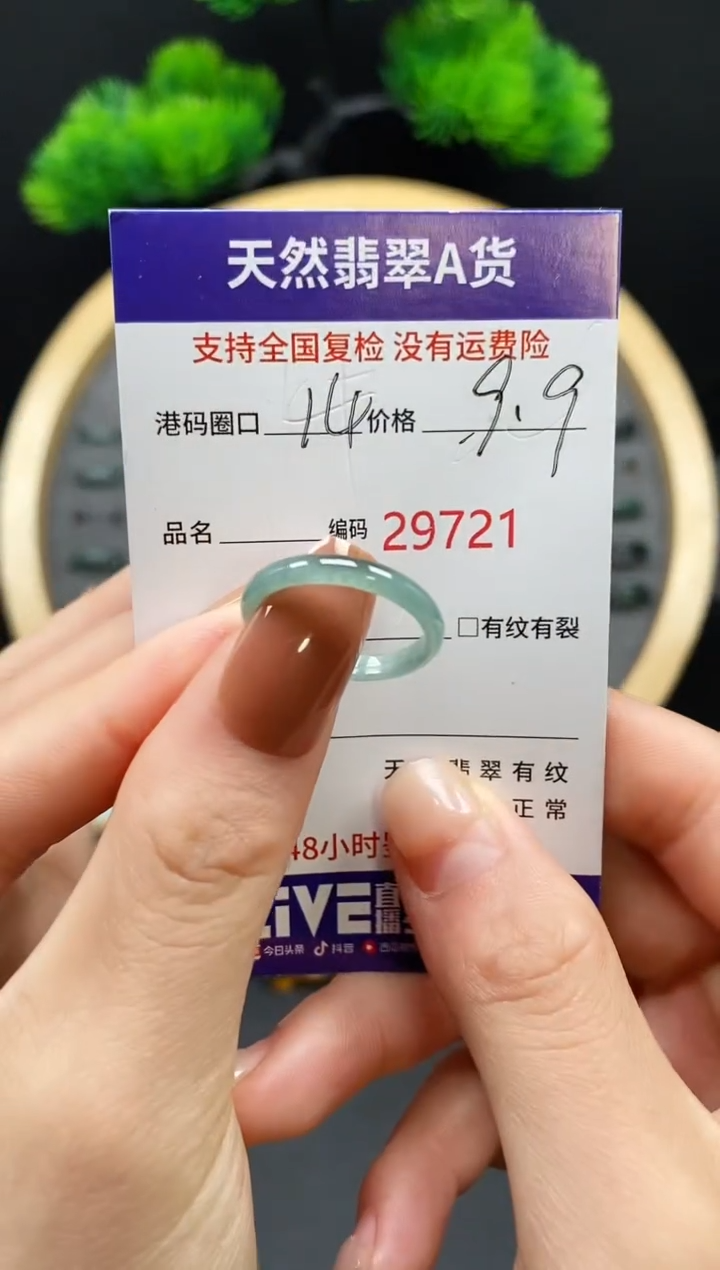 天然翡翠A货
支持全国复检 没有运费险
港码圈口 14 价格 9.9
品名 编码 29721
□有纹有裂
翡翠有纹
正常
48小时
LIVE 直播
今日头条 抖音